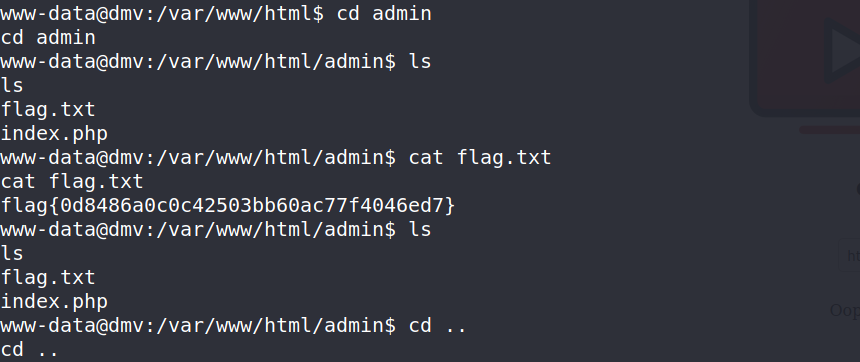 www-data@dmv:/var/www/html$ cd admin
cd admin
www-data@dmv:/var/www/html/admin$ ls
ls
flag.txt
index.php
www-data@dmv:/var/www/html/admin$ cat flag.txt
cat flag.txt
flag{0d8486a0c0c42503bb60ac77f4046ed7}
www-data@dmv:/var/www/html/admin$ ls
ls
flag.txt
index.php
www-data@dmv:/var/www/html/admin$ cd ..
cd ..